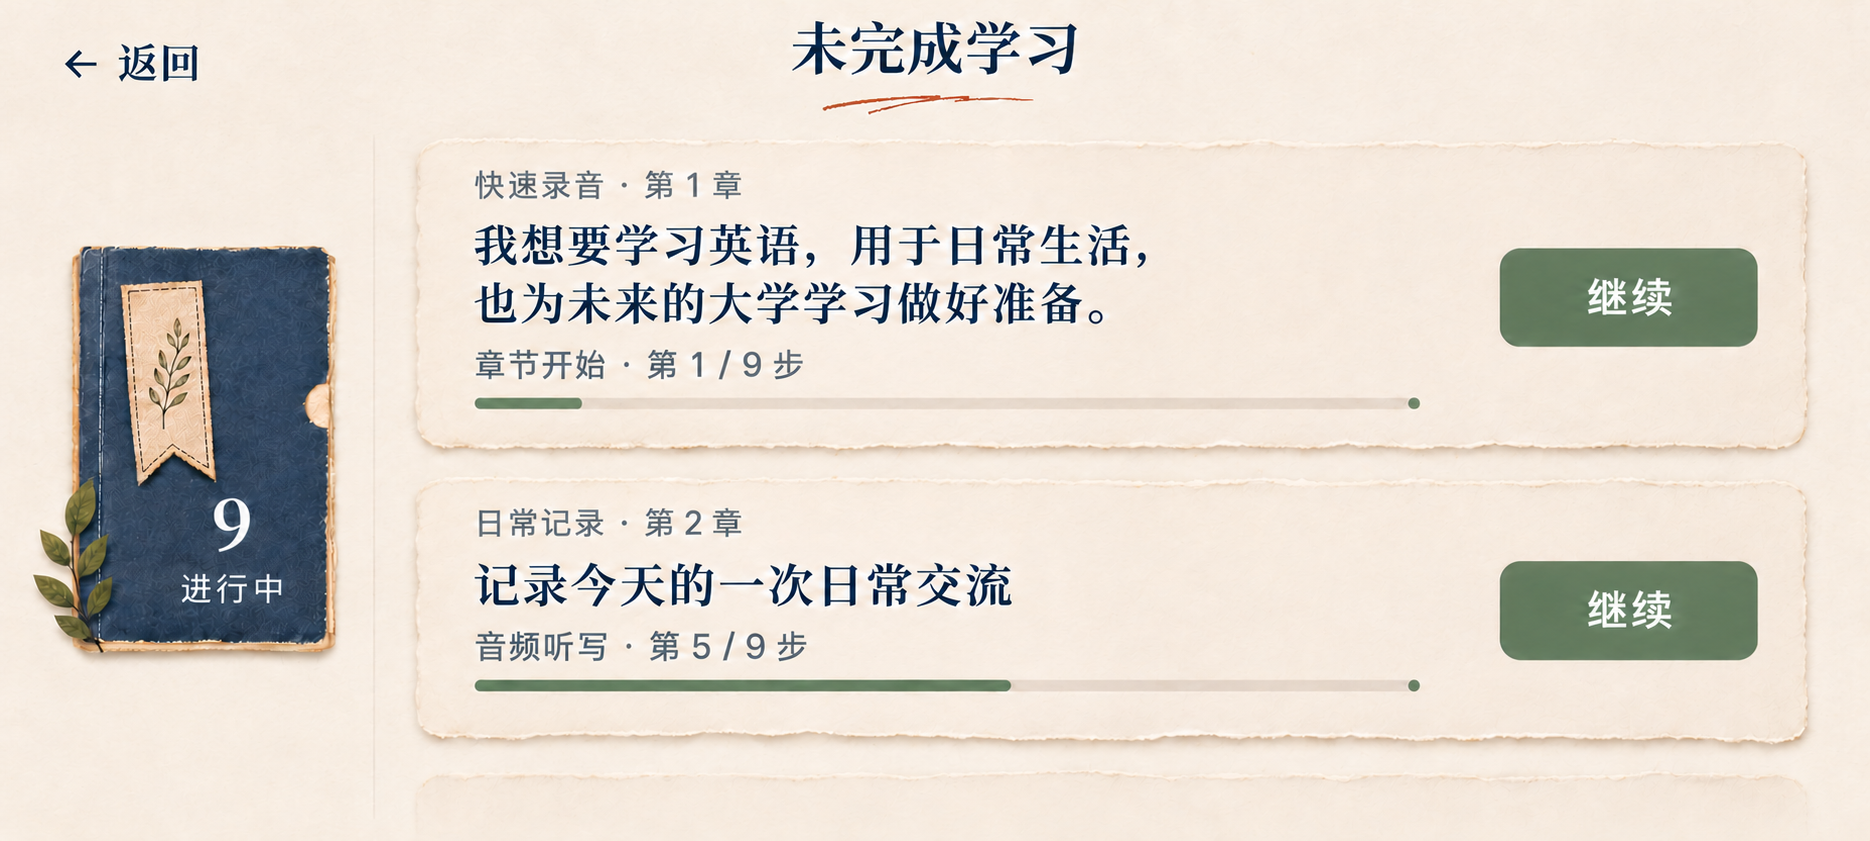 ← 返回
未完成学习
9
进行中
快速录音 · 第 1 章
我想要学习英语，用于日常生活，
也为未来的大学学习做好准备。
章节开始 · 第 1 / 9 步
继续
日常记录 · 第 2 章
记录今天的一次日常交流
音频听写 · 第 5 / 9 步
继续